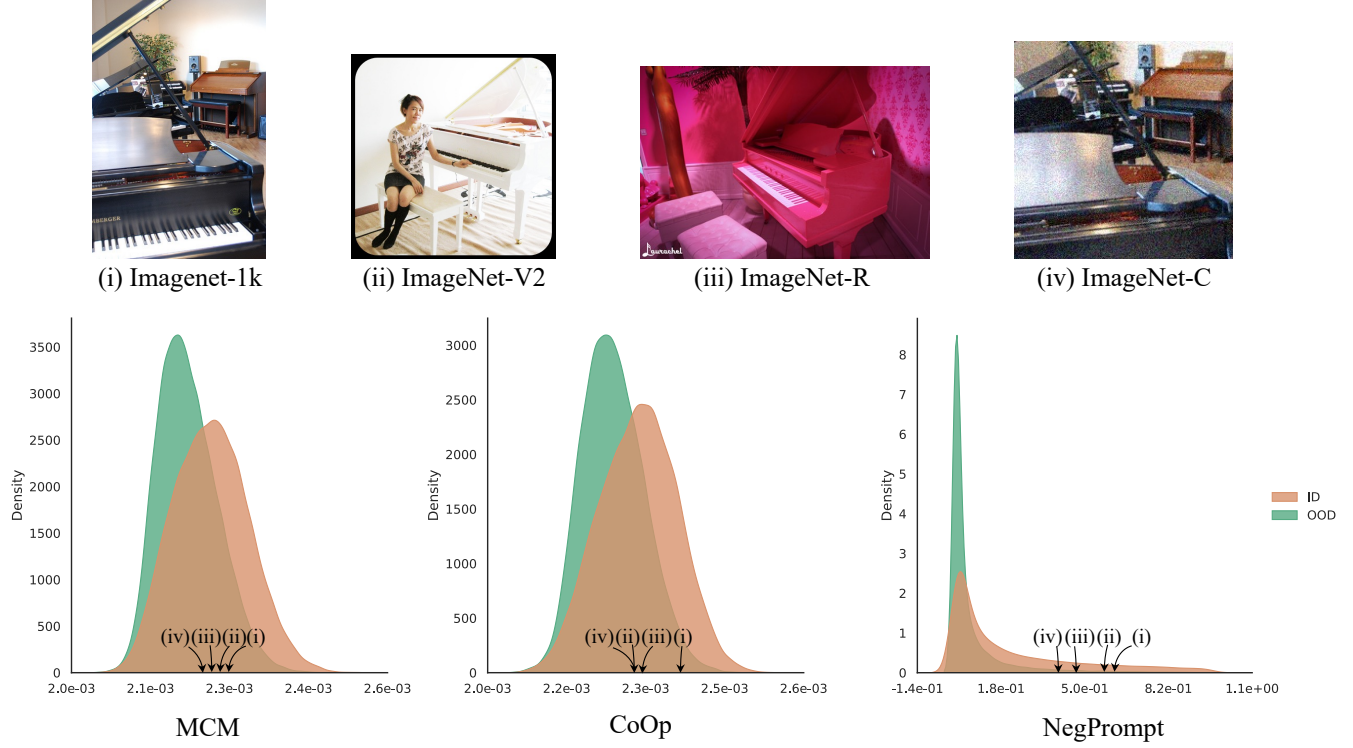 MBERGER
Laurachel
(i) Imagenet-1k
(ii) ImageNet-V2
(iii) ImageNet-R
(iv) ImageNet-C
Density
3500
3000
2500
2000
1500
1000
500
0
(iv)(iii)(ii)(i)
2.0e-03 2.1e-03 2.3e-03 2.4e-03 2.6e-03
MCM
Density
3000
2500
2000
1500
1000
500
0
(iv)(ii)(iii)(i)
2.0e-03 2.2e-03 2.3e-03 2.5e-03 2.6e-03
CoOp
Density
8
7
6
5
4
3
2
1
0
(iv)(iii)(ii) (i)
-1.4e-01 1.8e-01 5.0e-01 8.2e-01 1.1e+00
NegPrompt
ID
OOD